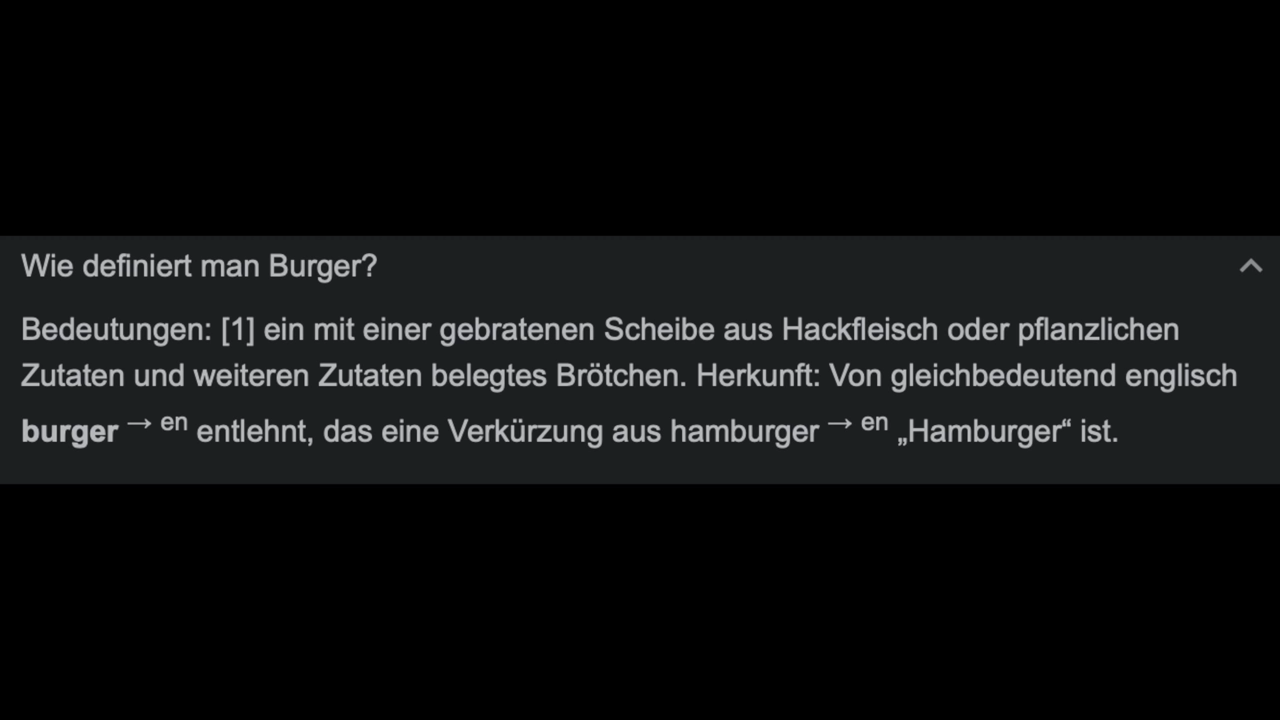 Wie definiert man Burger?
Bedeutungen: [1] ein mit einer gebratenen Scheibe aus Hackfleisch oder pflanzlichen
Zutaten und weiteren Zutaten belegtes Brötchen. Herkunft: Von gleichbedeutend englisch
burger → en entlehnt, das eine Verkürzung aus hamburger → en „Hamburger“ ist.